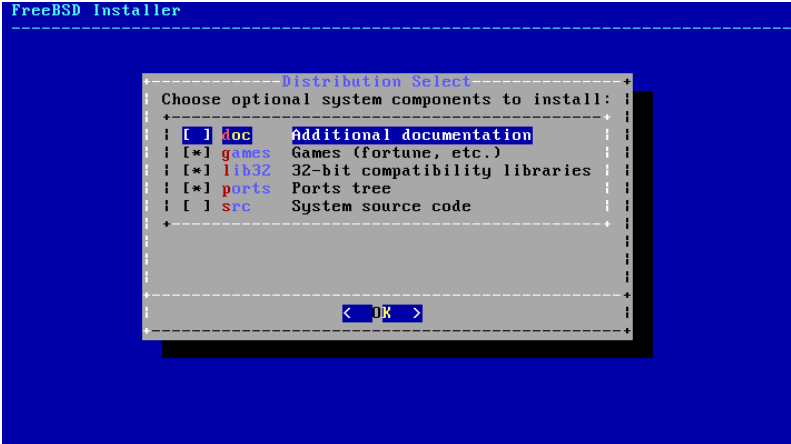 FreeBSD Installer
Distribution Select
Choose optional system components to install:
[ ] doc Additional documentation
[*] games Games (fortune, etc.)
[*] lib32 32-bit compatibility libraries
[*] ports Ports tree
[ ] src System source code
< OK >